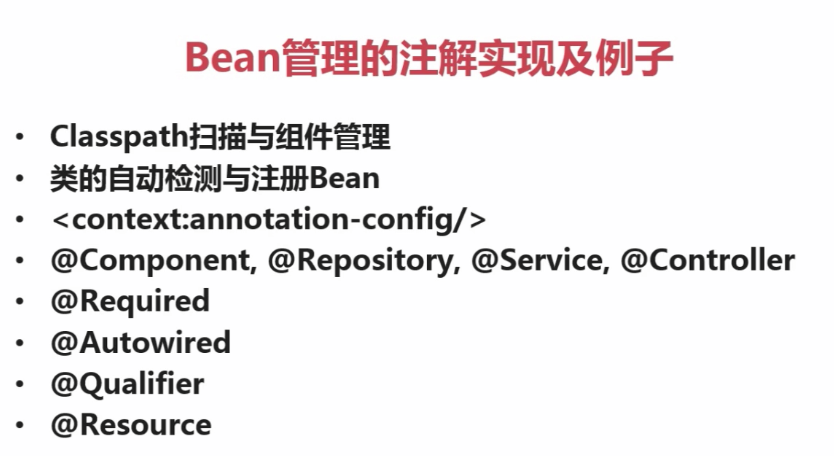 Bean管理的注解实现及例子
• Classpath扫描与组件管理
• 类的自动检测与注册Bean
• <context:annotation-config/>
• @Component, @Repository, @Service, @Controller
• @Required
• @Autowired
• @Qualifier
• @Resource